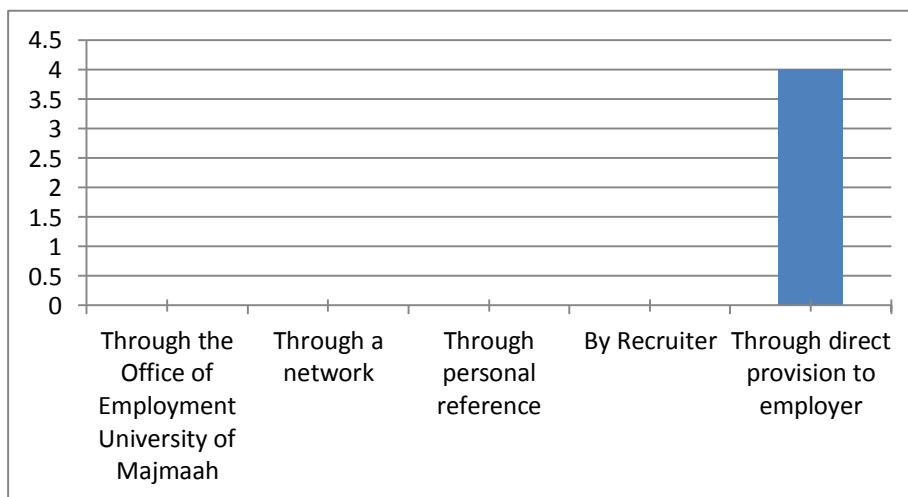 4.5
4
3.5
3
2.5
2
1.5
1
0.5
0
Through the
Office of
Employment
University of
Majmaah
Through a
network
Through
personal
reference
By Recruiter
Through direct
provision to
employer